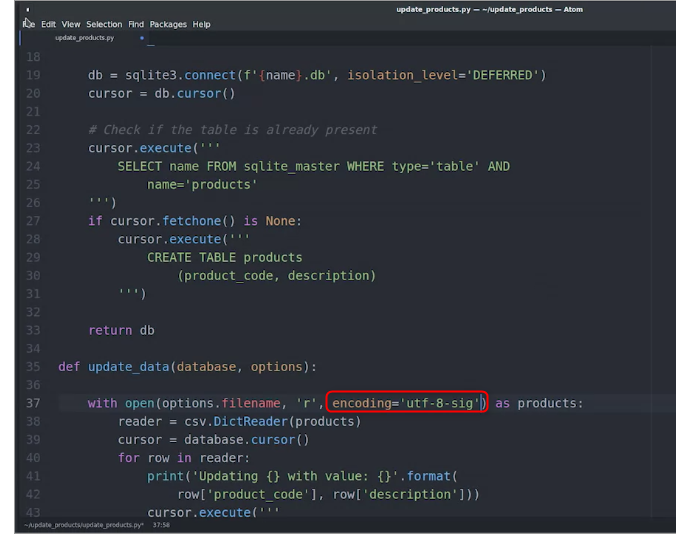 update_products.py — ~/update_products — Atom
File Edit View Selection Find Packages Help
update_products.py
18
19 db = sqlite3.connect(f'{name}.db', isolation_level='DEFERRED')
20 cursor = db.cursor()
21
22 # Check if the table is already present
23 cursor.execute('''
24 SELECT name FROM sqlite_master WHERE type='table' AND
25 name='products'
26 ''')
27 if cursor.fetchone() is None:
28 cursor.execute('''
29 CREATE TABLE products
30 (product_code, description)
31 ''')
32
33 return db
34
35 def update_data(database, options):
36
37 with open(options.filename, 'r', encoding='utf-8-sig') as products:
38 reader = csv.DictReader(products)
39 cursor = database.cursor()
40 for row in reader:
41 print('Updating {} with value: {}'.format(
42 row['product_code'], row['description']))
43 cursor.execute('''
~/update_products/update_products.py* 37:58